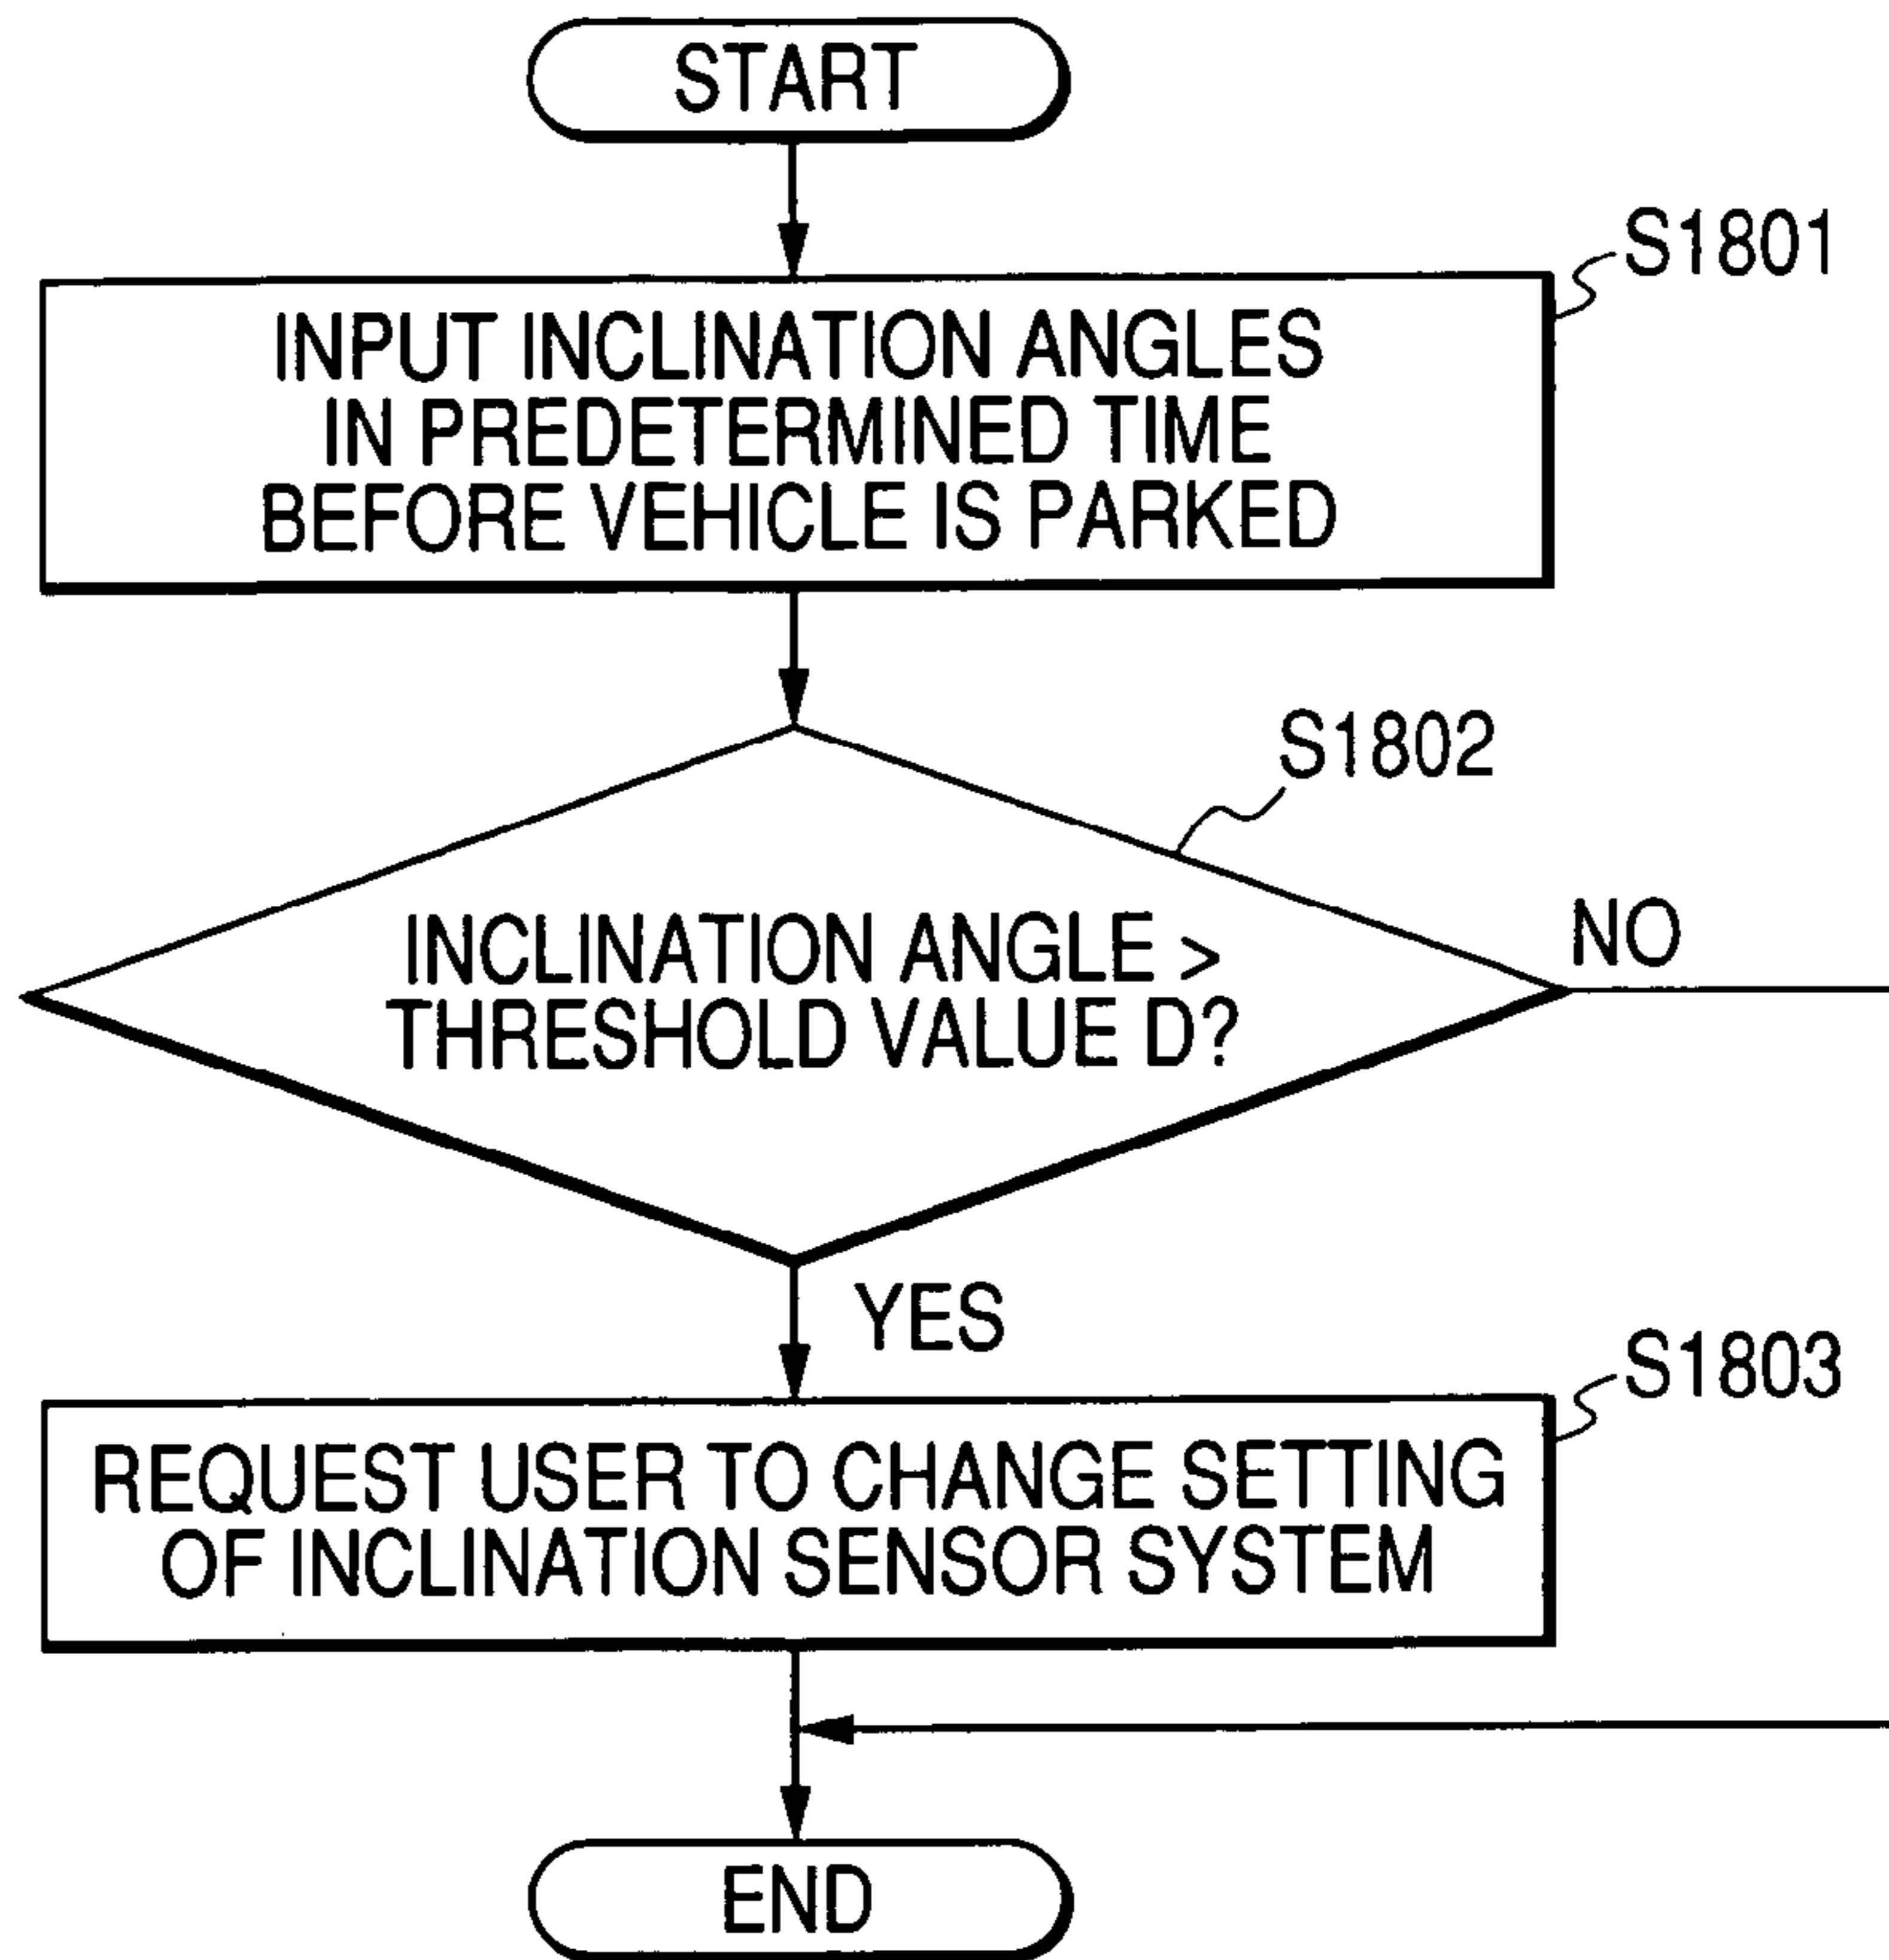 START
S1801
INPUT INCLINATION ANGLES
IN PREDETERMINED TIME
BEFORE VEHICLE IS PARKED
S1802
INCLINATION ANGLE >
THRESHOLD VALUE D?
NO
YES
S1803
REQUEST USER TO CHANGE SETTING
OF INCLINATION SENSOR SYSTEM
END